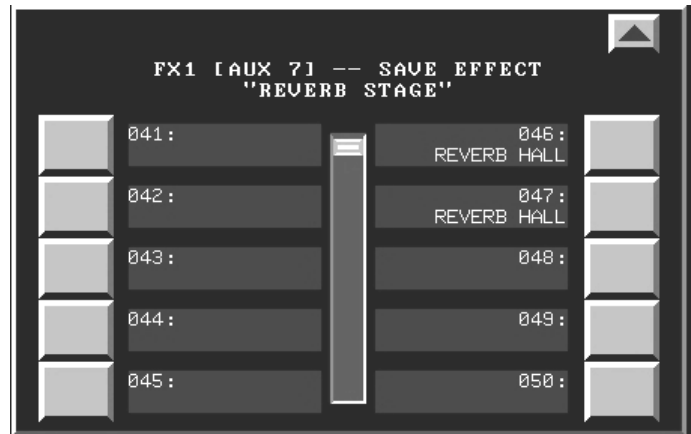 FX1 [AUX 7] -- SAVE EFFECT
"REVERB STAGE"
041:
042:
043:
044:
045:
046:
REVERB HALL
047:
REVERB HALL
048:
049:
050: